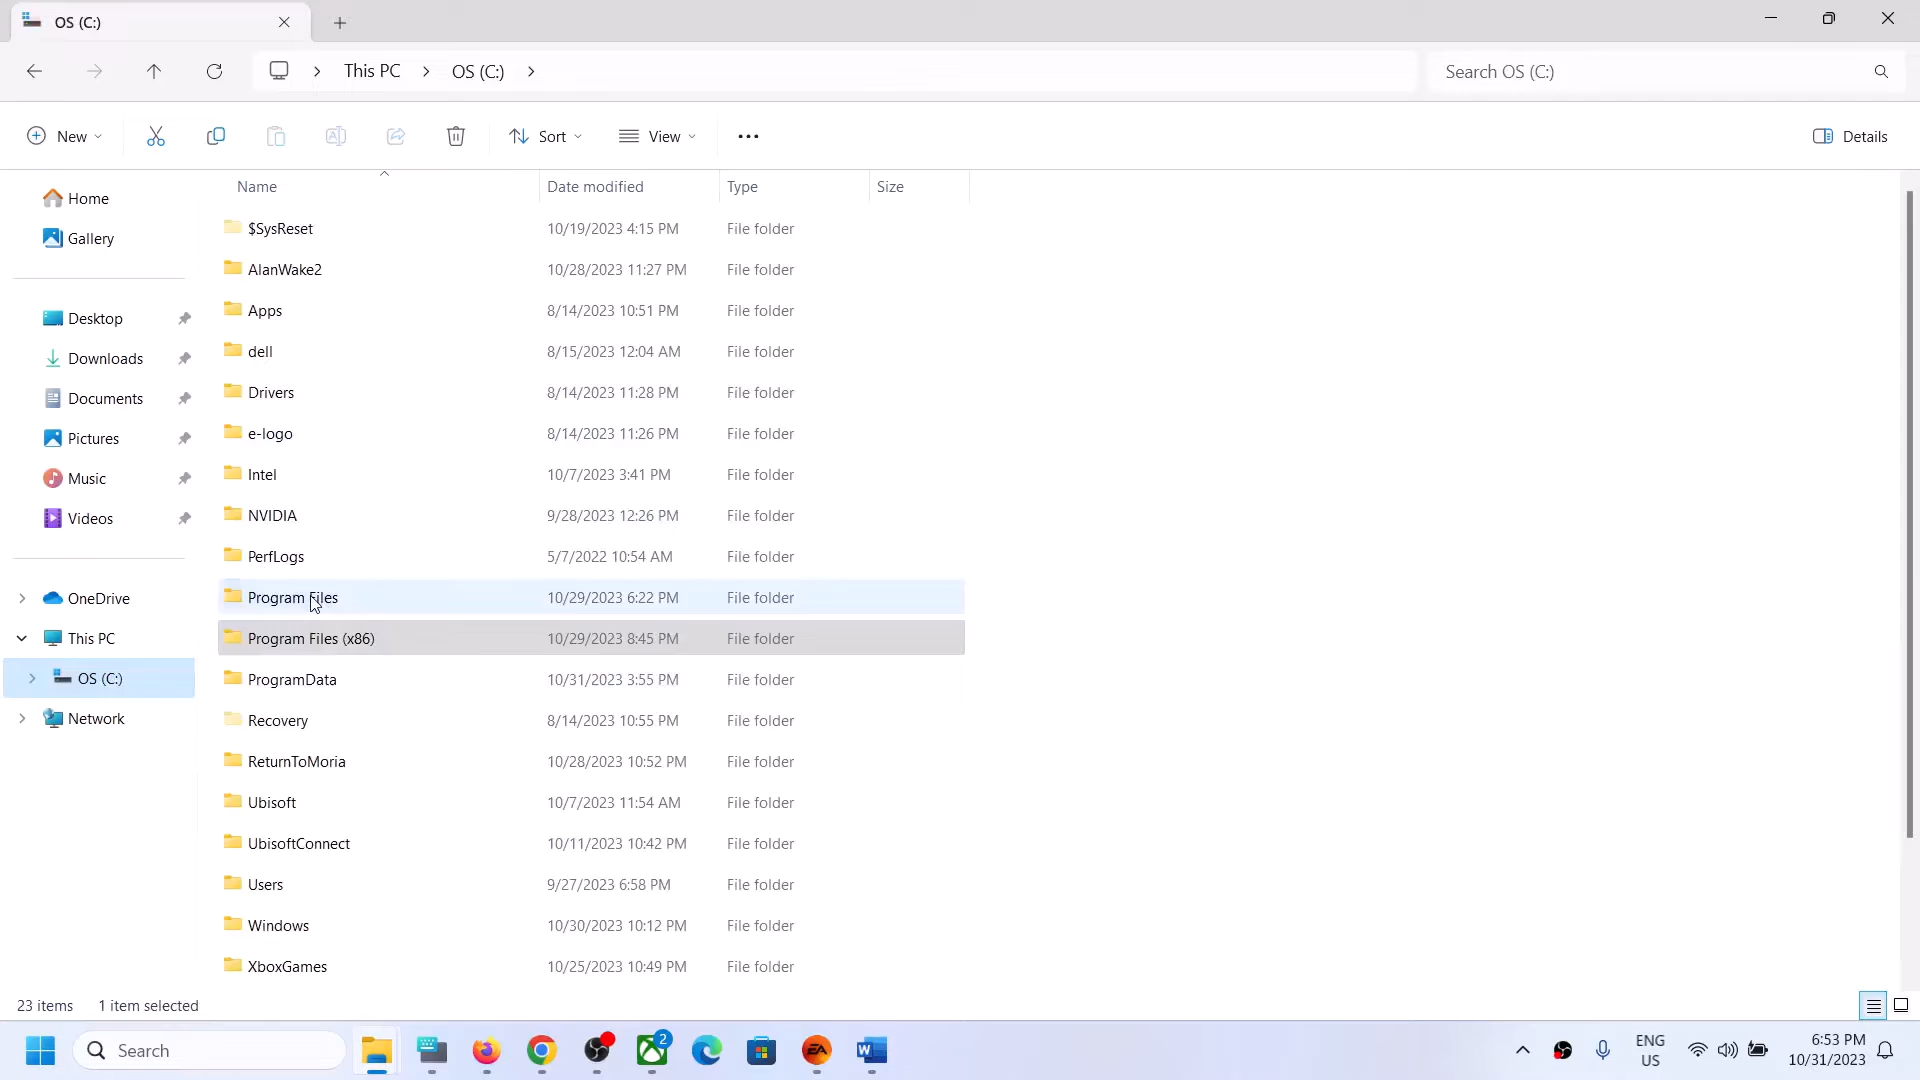 OS (C:)
This PC > OS (C:) >
Search OS (C:)
New
Sort
View
Details
Name Date modified Type Size
Home
Gallery
Desktop
Downloads
Documents
Pictures
Music
Videos
OneDrive
This PC
OS (C:)
Network
$SysReset 10/19/2023 4:15 PM File folder
AlanWake2 10/28/2023 11:27 PM File folder
Apps 8/14/2023 10:51 PM File folder
dell 8/15/2023 12:04 AM File folder
Drivers 8/14/2023 11:28 PM File folder
e-logo 8/14/2023 11:26 PM File folder
Intel 10/7/2023 3:41 PM File folder
NVIDIA 9/28/2023 12:26 PM File folder
PerfLogs 5/7/2022 10:54 AM File folder
Program Files 10/29/2023 6:22 PM File folder
Program Files (x86) 10/29/2023 8:45 PM File folder
ProgramData 10/31/2023 3:55 PM File folder
Recovery 8/14/2023 10:55 PM File folder
ReturnToMoria 10/28/2023 10:52 PM File folder
Ubisoft 10/7/2023 11:54 AM File folder
UbisoftConnect 10/11/2023 10:42 PM File folder
Users 9/27/2023 6:58 PM File folder
Windows 10/30/2023 10:12 PM File folder
XboxGames 10/25/2023 10:49 PM File folder
23 items 1 item selected
Search
2
EA
W
ENG
US
6:53 PM
10/31/2023